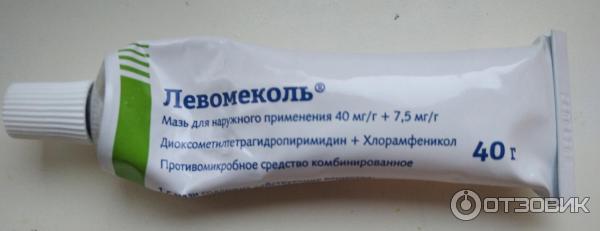 Левомеколь®
Мазь для наружного применения 40 мг/г + 7,5 мг/г
Диоксометилтетрагидропиримидин + Хлорамфеникол
40 г
Противомикробное средство комбинированное
ОТЗОВИК